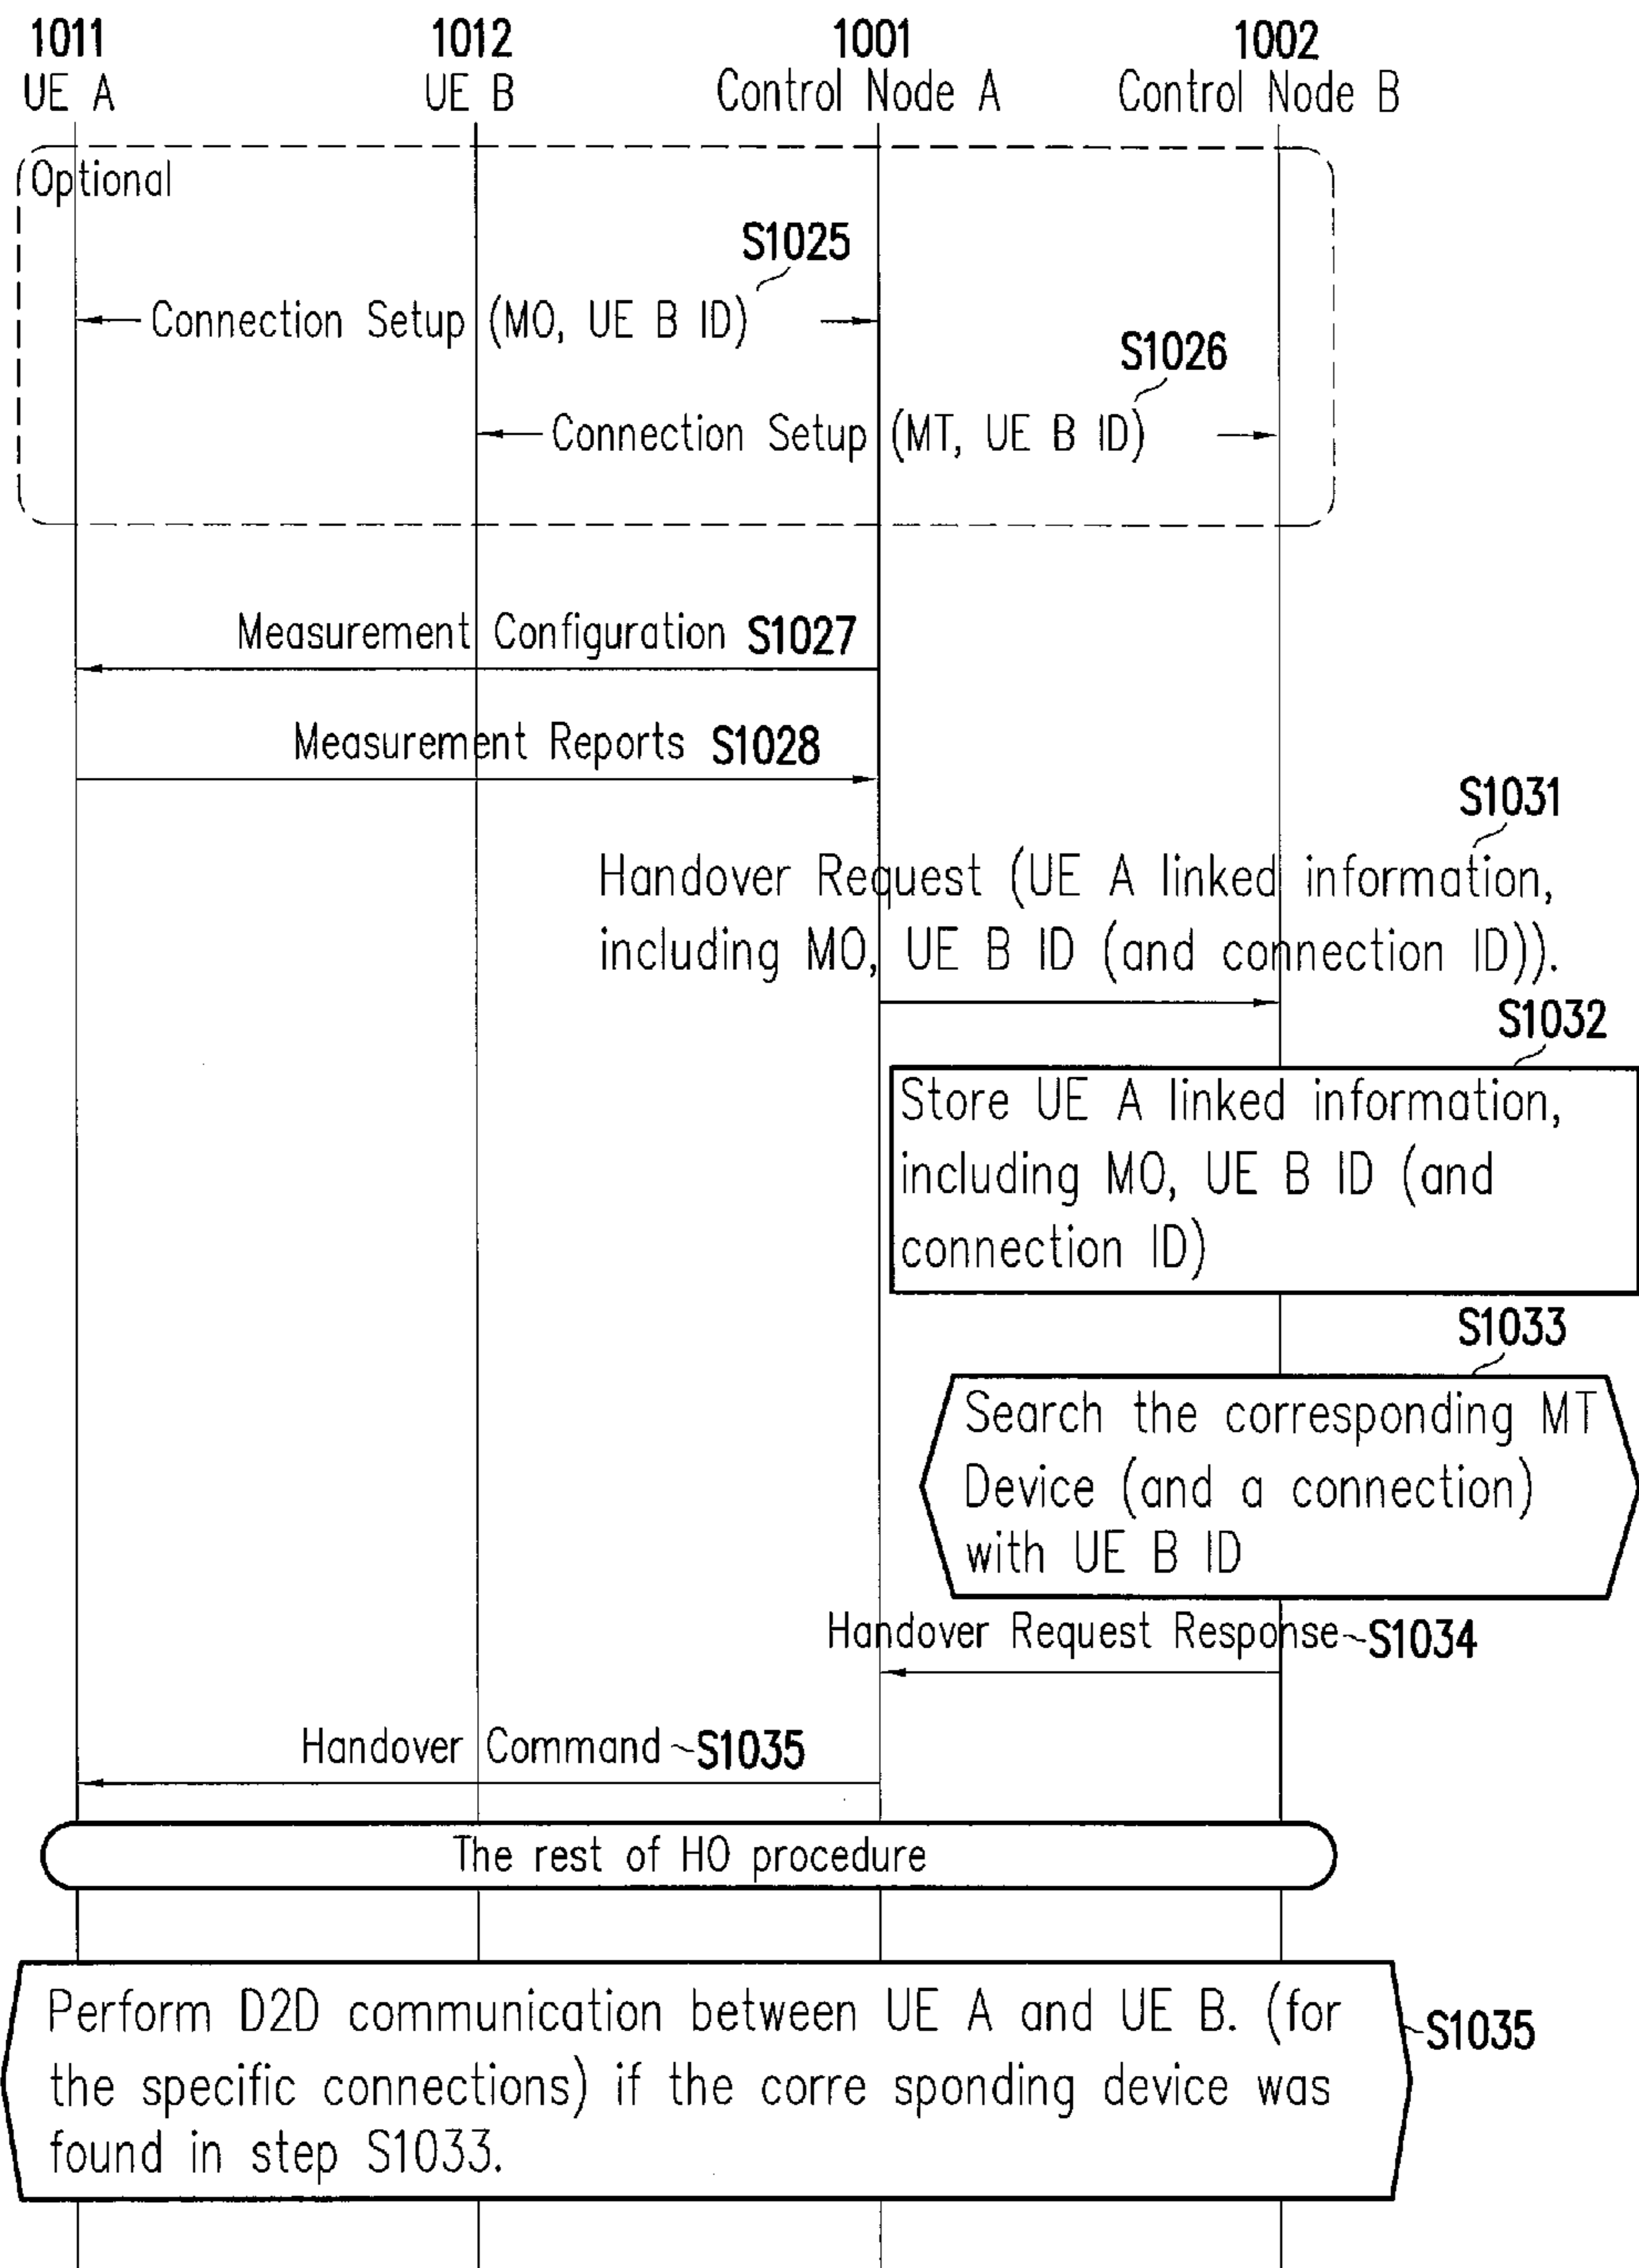 1011 1012 1001 1002
UE A UE B Control Node A Control Node B
Optional
S1025
Connection Setup (MO, UE B ID)
S1026
Connection Setup (MT, UE B ID)
Measurement Configuration S1027
Measurement Reports S1028
S1031
Handover Request (UE A linked information,
including MO, UE B ID (and connection ID)).
S1032
Store UE A linked information,
including MO, UE B ID (and
connection ID)
S1033
Search the corresponding MT
Device (and a connection)
with UE B ID
Handover Request Response~S1034
Handover Command~S1035
The rest of HO procedure
Perform D2D communication between UE A and UE B. (for
S1035
the specific connections) if the corre sponding device was
found in step S1033.